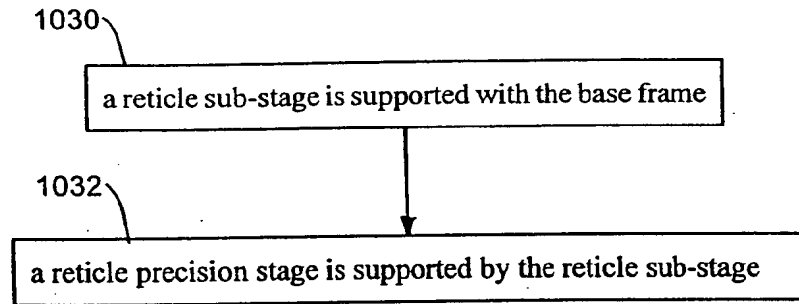 1030
a reticle sub-stage is supported with the base frame
1032
a reticle precision stage is supported by the reticle sub-stage